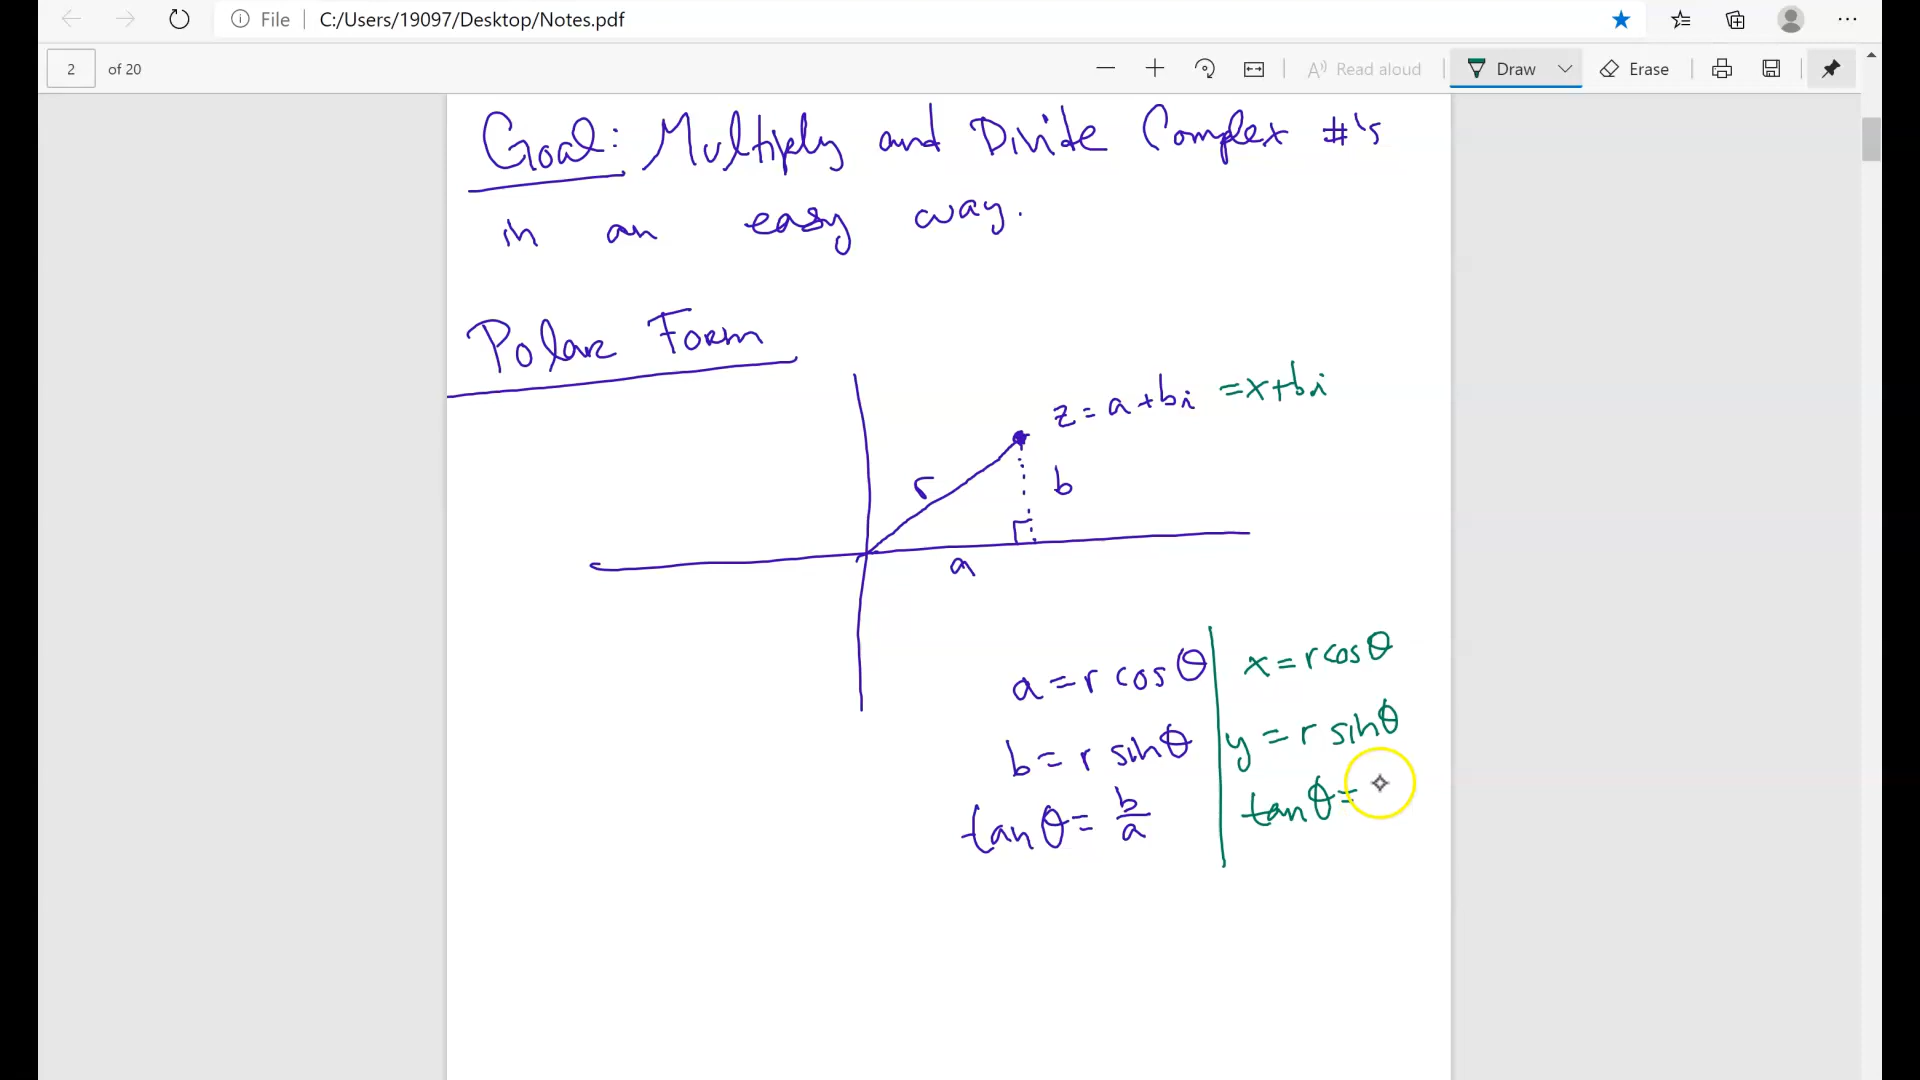 File C:/Users/19097/Desktop/Notes.pdf
2 of 20 Read aloud Draw Erase
Goal: Multiply and Divide Complex #'s
in an easy way.
Polar Form
z = a + bi = x + bi
r
b
a
a = r cos θ
b = r sin θ
tan θ = b/a
x = r cos θ
y = r sin θ
tan θ =